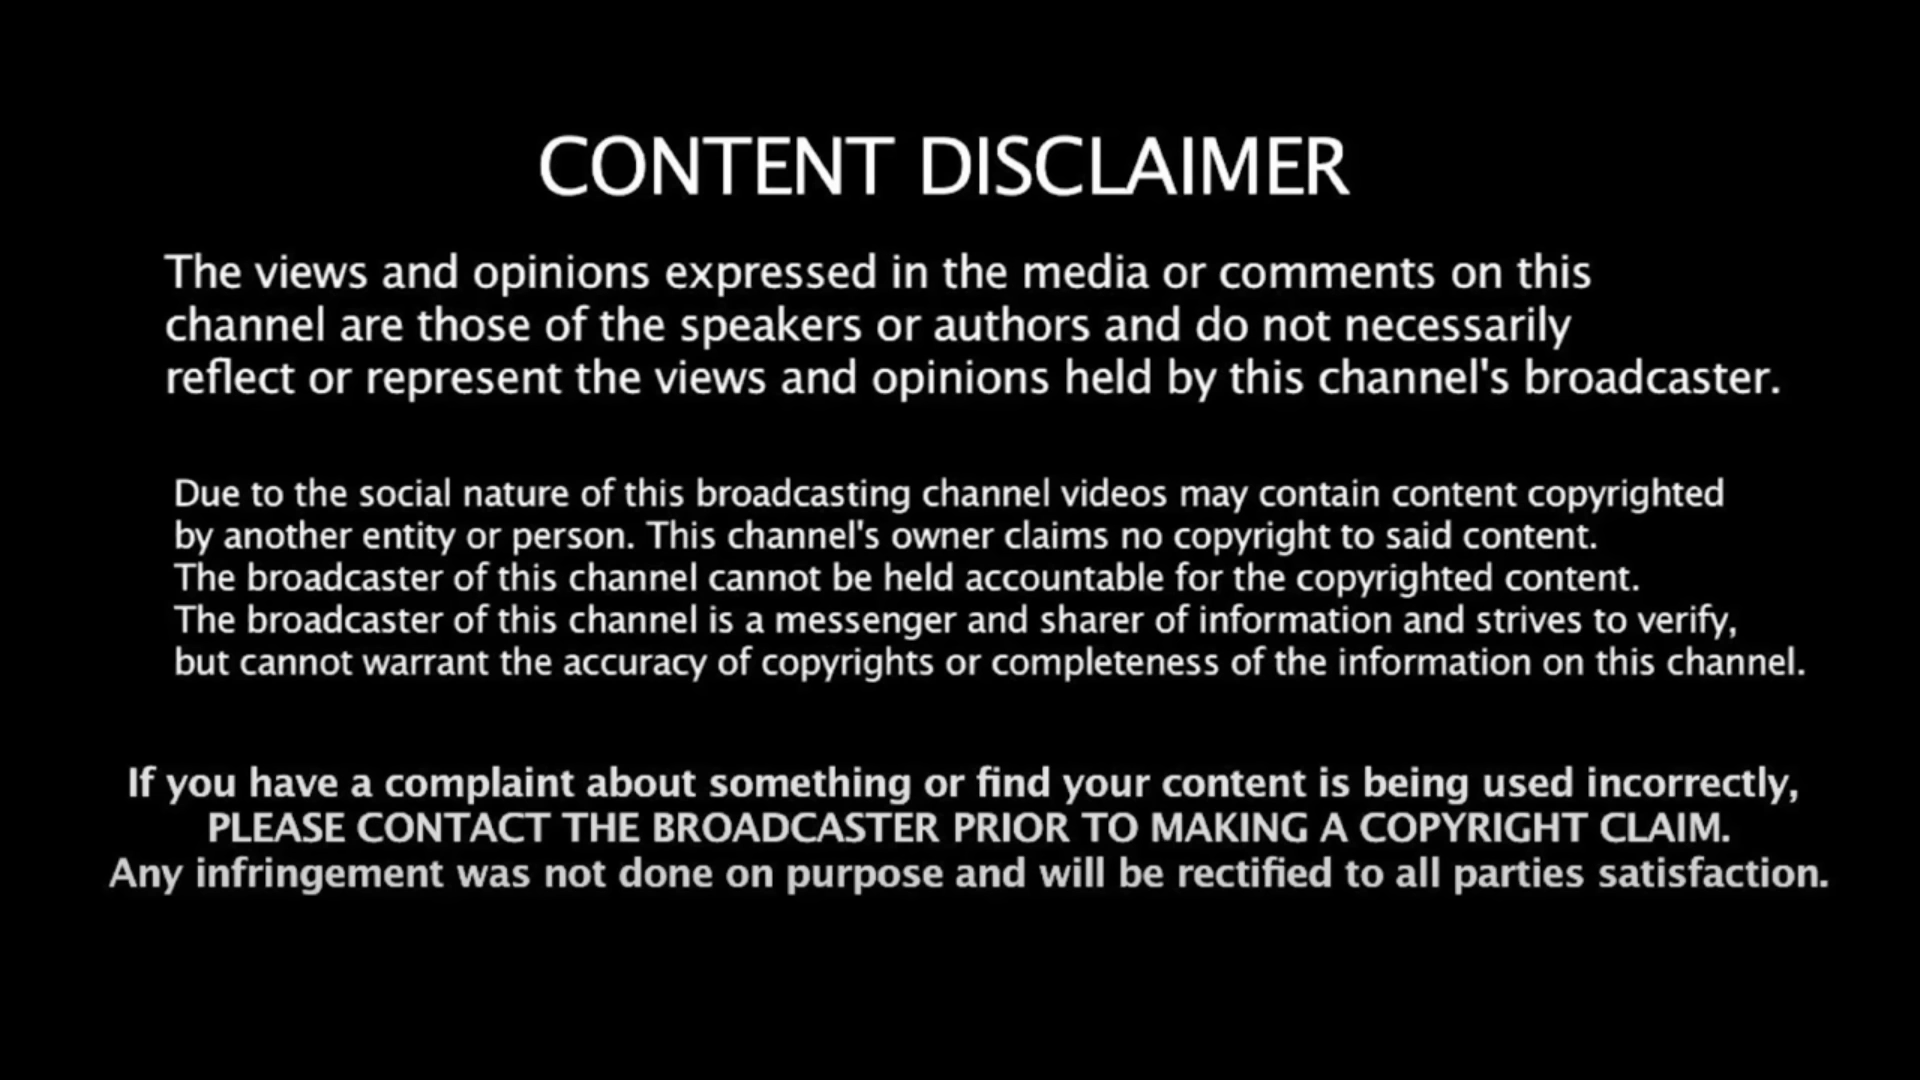 CONTENT DISCLAIMER
The views and opinions expressed in the media or comments on this
channel are those of the speakers or authors and do not necessarily
reflect or represent the views and opinions held by this channel's broadcaster.
Due to the social nature of this broadcasting channel videos may contain content copyrighted
by another entity or person. This channel's owner claims no copyright to said content.
The broadcaster of this channel cannot be held accountable for the copyrighted content.
The broadcaster of this channel is a messenger and sharer of information and strives to verify,
but cannot warrant the accuracy of copyrights or completeness of the information on this channel.
If you have a complaint about something or find your content is being used incorrectly,
PLEASE CONTACT THE BROADCASTER PRIOR TO MAKING A COPYRIGHT CLAIM.
Any infringement was not done on purpose and will be rectified to all parties satisfaction.